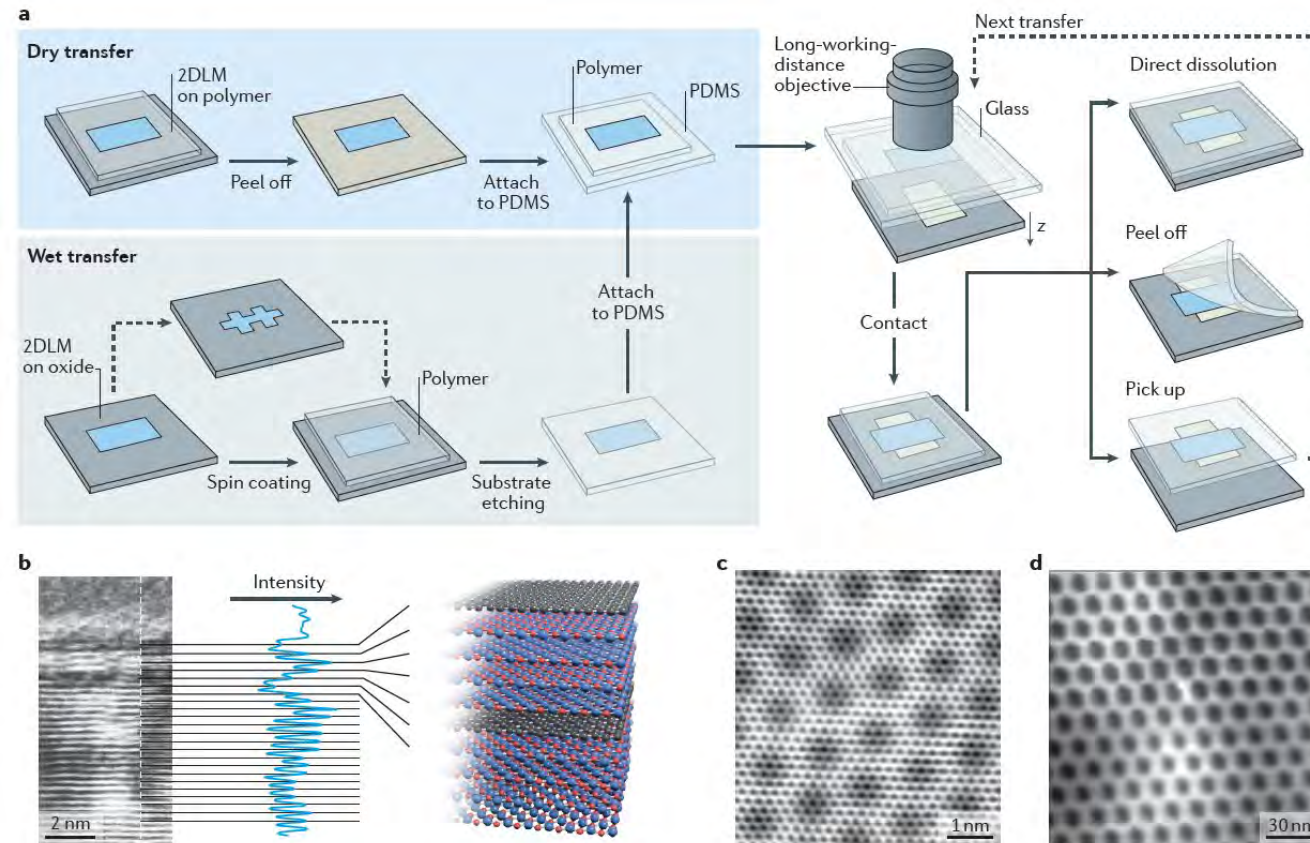 a
Dry transfer
2DLM
on polymer
Peel off
Attach
to PDMS
Polymer
PDMS
Long-working-
distance
objective
Glass
z
Next transfer
Direct dissolution
Wet transfer
2DLM
on oxide
Spin coating
Polymer
Substrate
etching
Attach
to PDMS
Contact
Peel off
Pick up
b
2 nm
Intensity
c
1 nm
d
30 nm